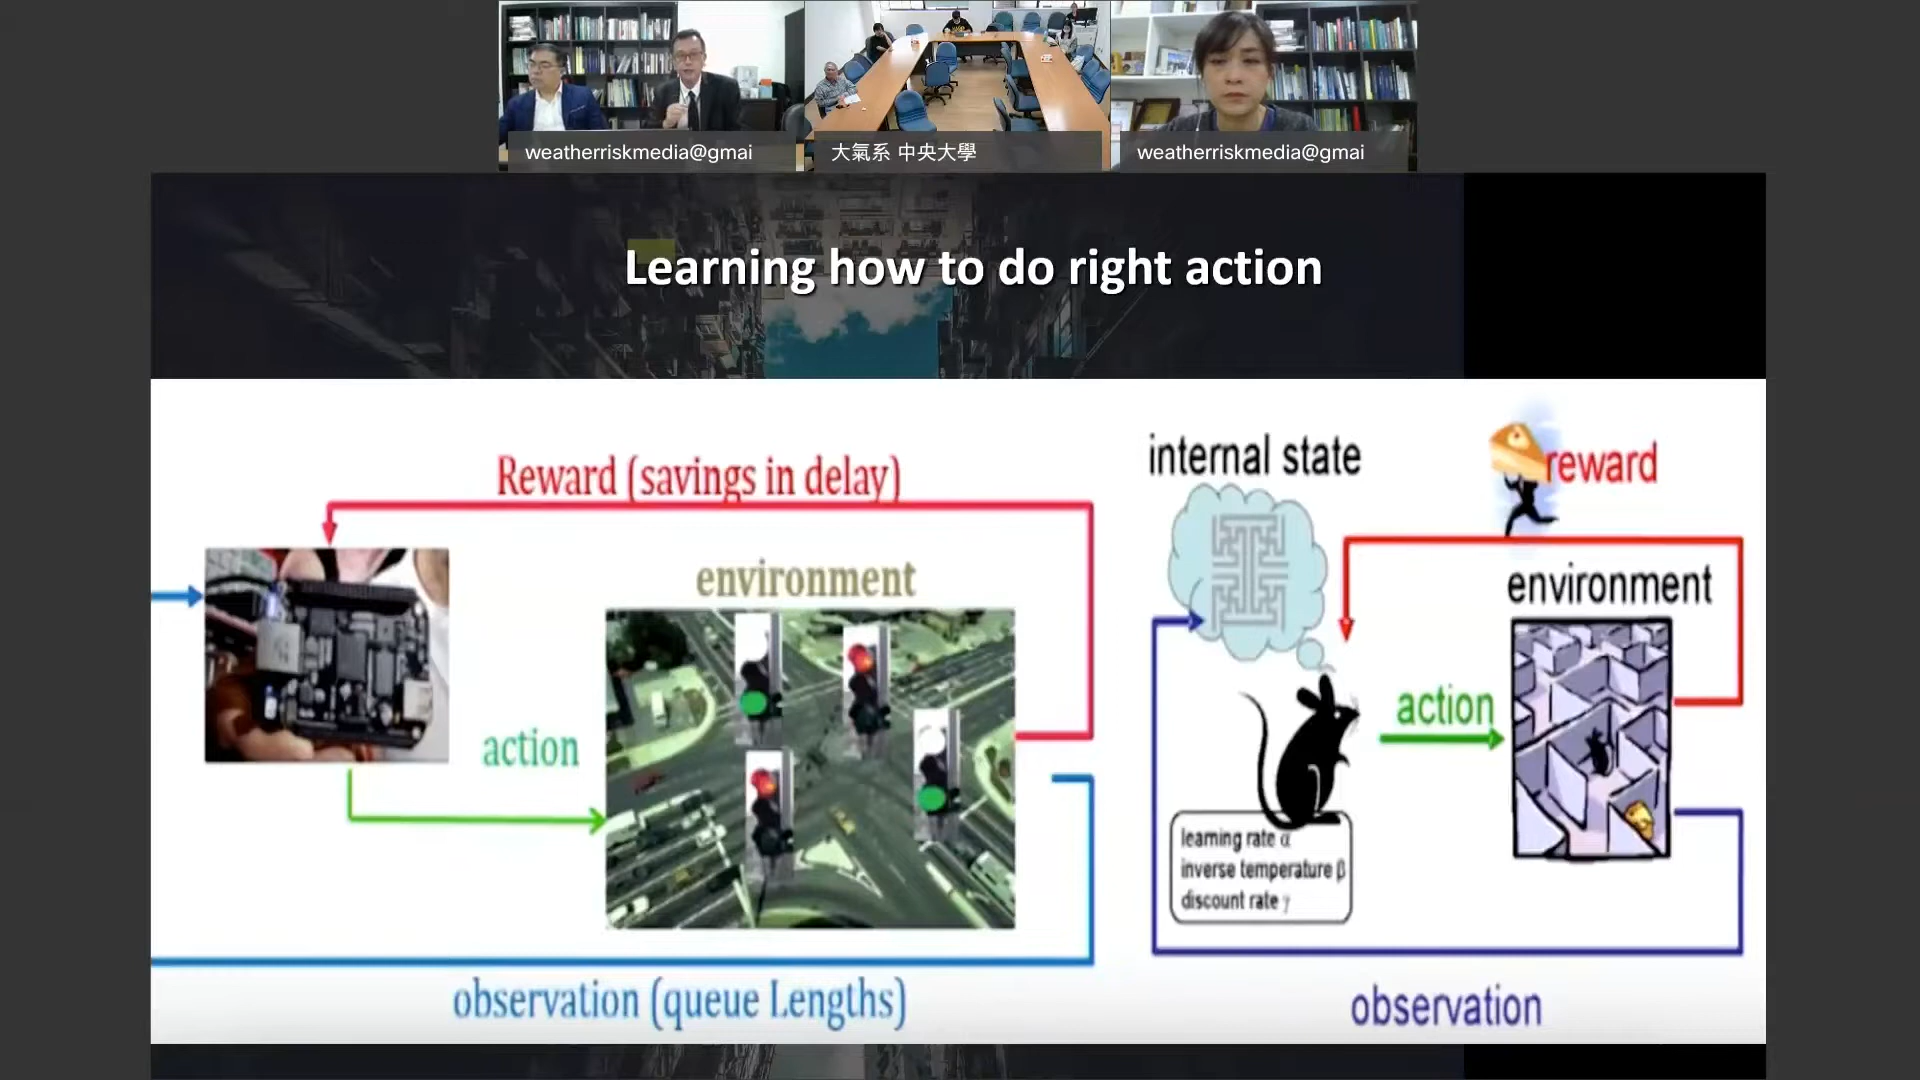 weatherriskmedia@gmai
大氣系 中央大學
weatherriskmedia@gmai
Learning how to do right action
Reward (savings in delay)
environment
action
observation (queue Lengths)
internal state
reward
environment
action
learning rate α
inverse temperature β
discount rate γ
observation